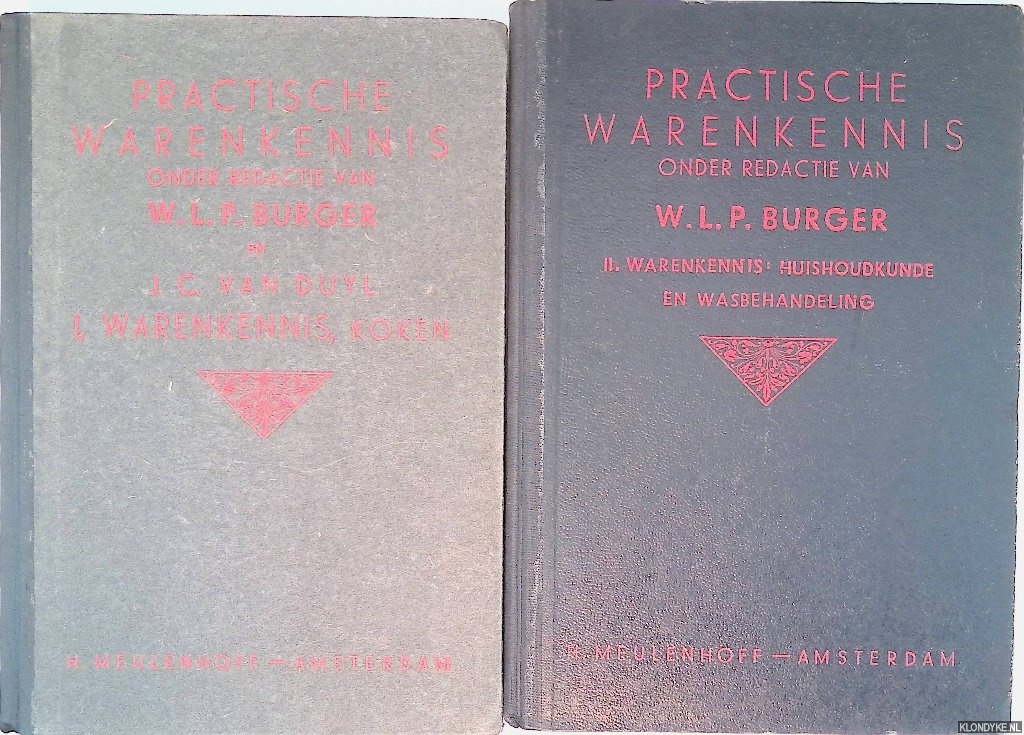 PRACTISCHE
WARENKENNIS
ONDER REDACTIE VAN
W.L.P. BURGER
EN
J.C. VAN DUYL
I, WARENKENNIS, KOKEN
H. MEULENHOFF — AMSTERDAM
PRACTISCHE
WARENKENNIS
ONDER REDACTIE VAN
W.L.P. BURGER
II. WARENKENNIS: HUISHOUDKUNDE
EN WASBEHANDELING
H. MEULENHOFF — AMSTERDAM
KLONDYKE.NL